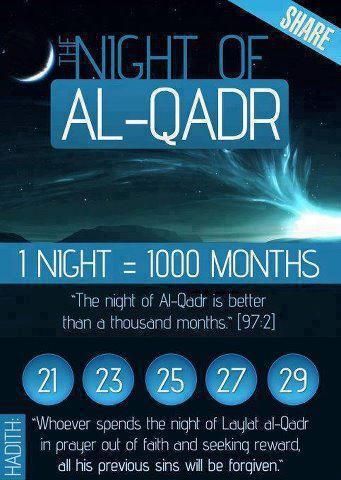 SHARE
THE NIGHT OF
AL-QADR
1 NIGHT = 1000 MONTHS
"The night of Al-Qadr is better
than a thousand months." [97:2]
21 23 25 27 29
HADITH:
"Whoever spends the night of Laylat al-Qadr
in prayer out of faith and seeking reward,
all his previous sins will be forgiven."